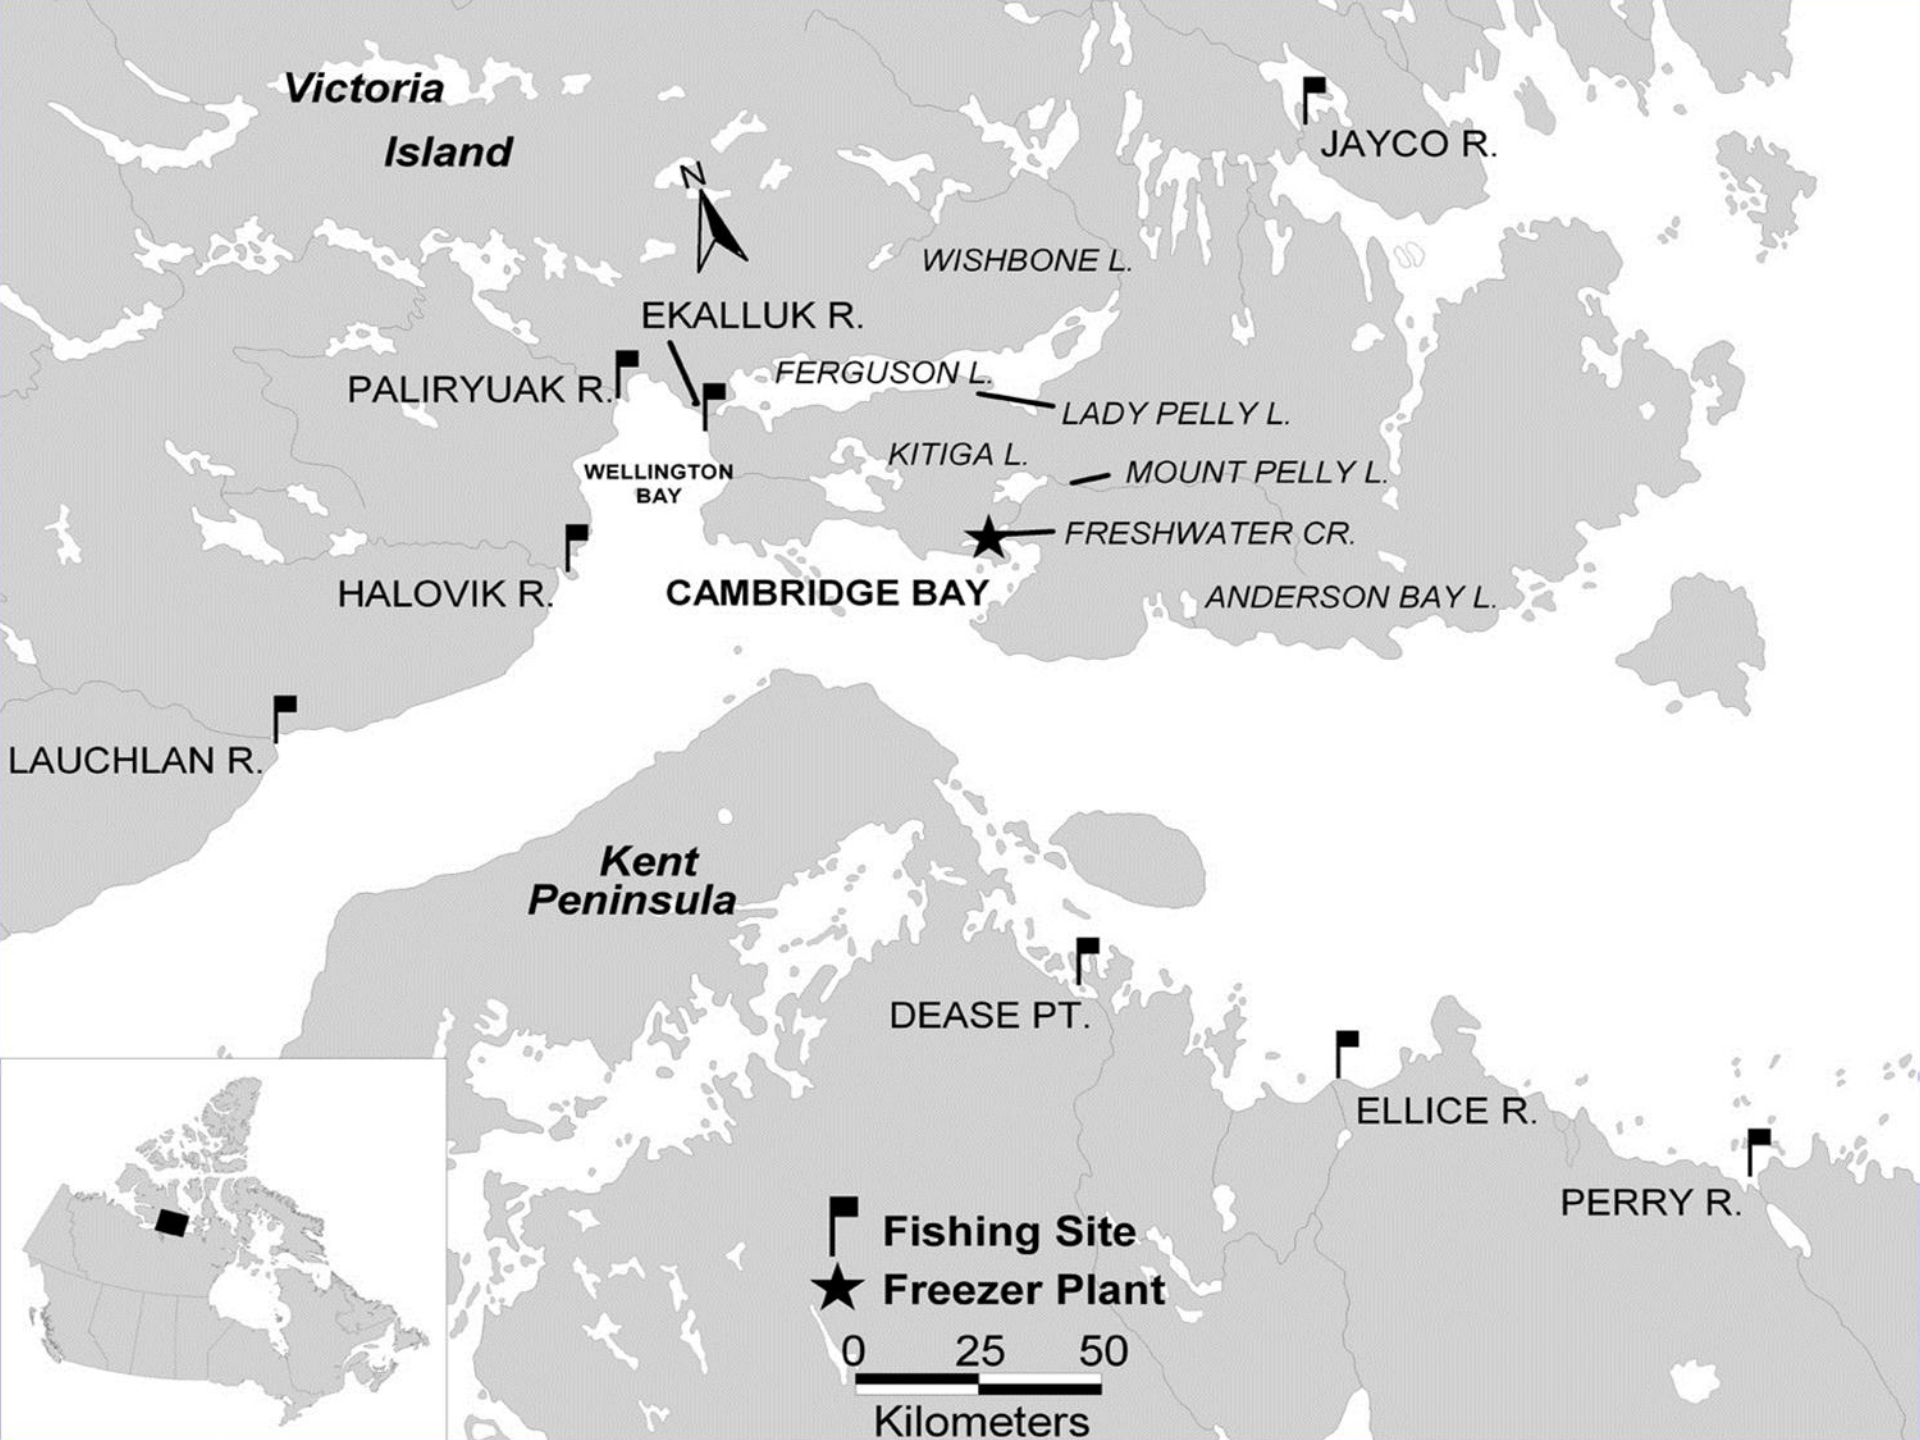 Victoria
Island
JAYCO R.
N
WISHBONE L.
EKALLUK R.
PALIRYUAK R.
FERGUSON L.
LADY PELLY L.
KITIGA L.
MOUNT PELLY L.
WELLINGTON
BAY
FRESHWATER CR.
HALOVIK R.
CAMBRIDGE BAY
ANDERSON BAY L.
LAUCHLAN R.
Kent
Peninsula
DEASE PT.
ELLICE R.
PERRY R.
Fishing Site
Freezer Plant
0 25 50
Kilometers